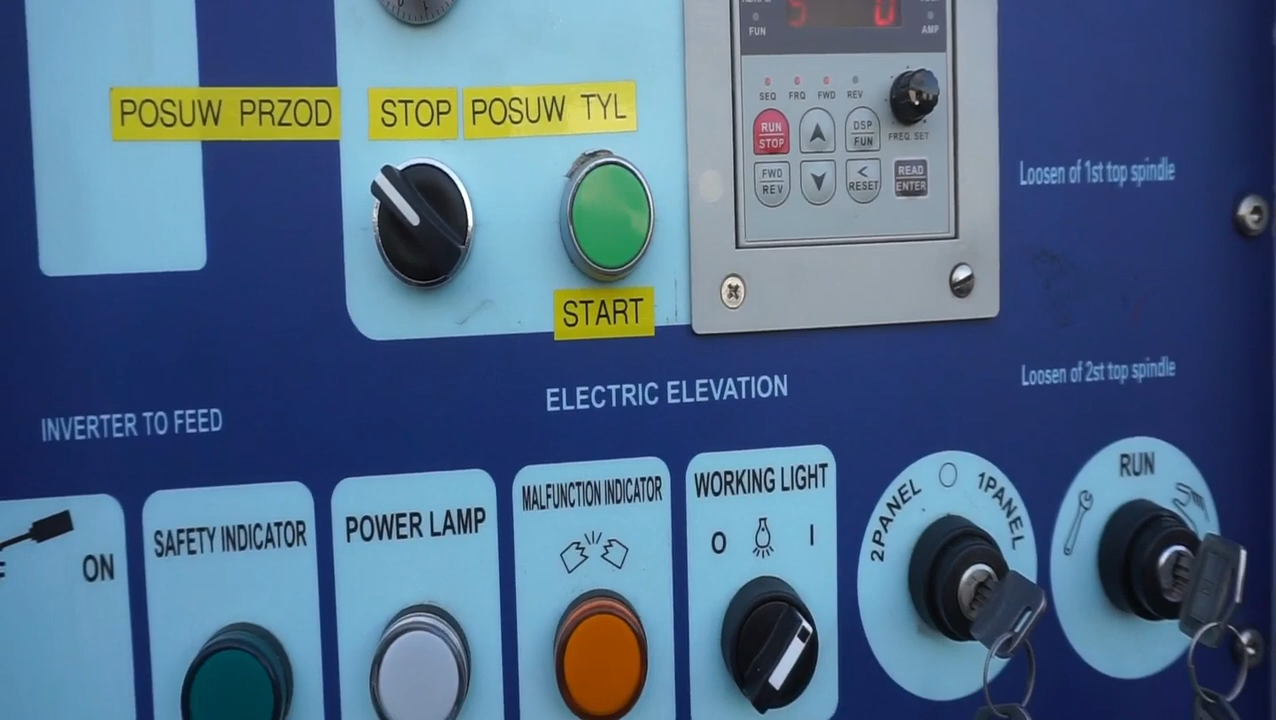 5 0
FUN
AMP
SEQ FRQ FWD REV
RUN
STOP
DSP
FUN
FREQ. SET
FWD
REV
<
RESET
READ
ENTER
POSUW PRZOD
STOP
POSUW TYL
START
Loosen of 1st top spindle
Loosen of 2st top spindle
ELECTRIC ELEVATION
INVERTER TO FEED
ON
SAFETY INDICATOR
POWER LAMP
MALFUNCTION INDICATOR
WORKING LIGHT
O I
2PANEL 1PANEL
RUN